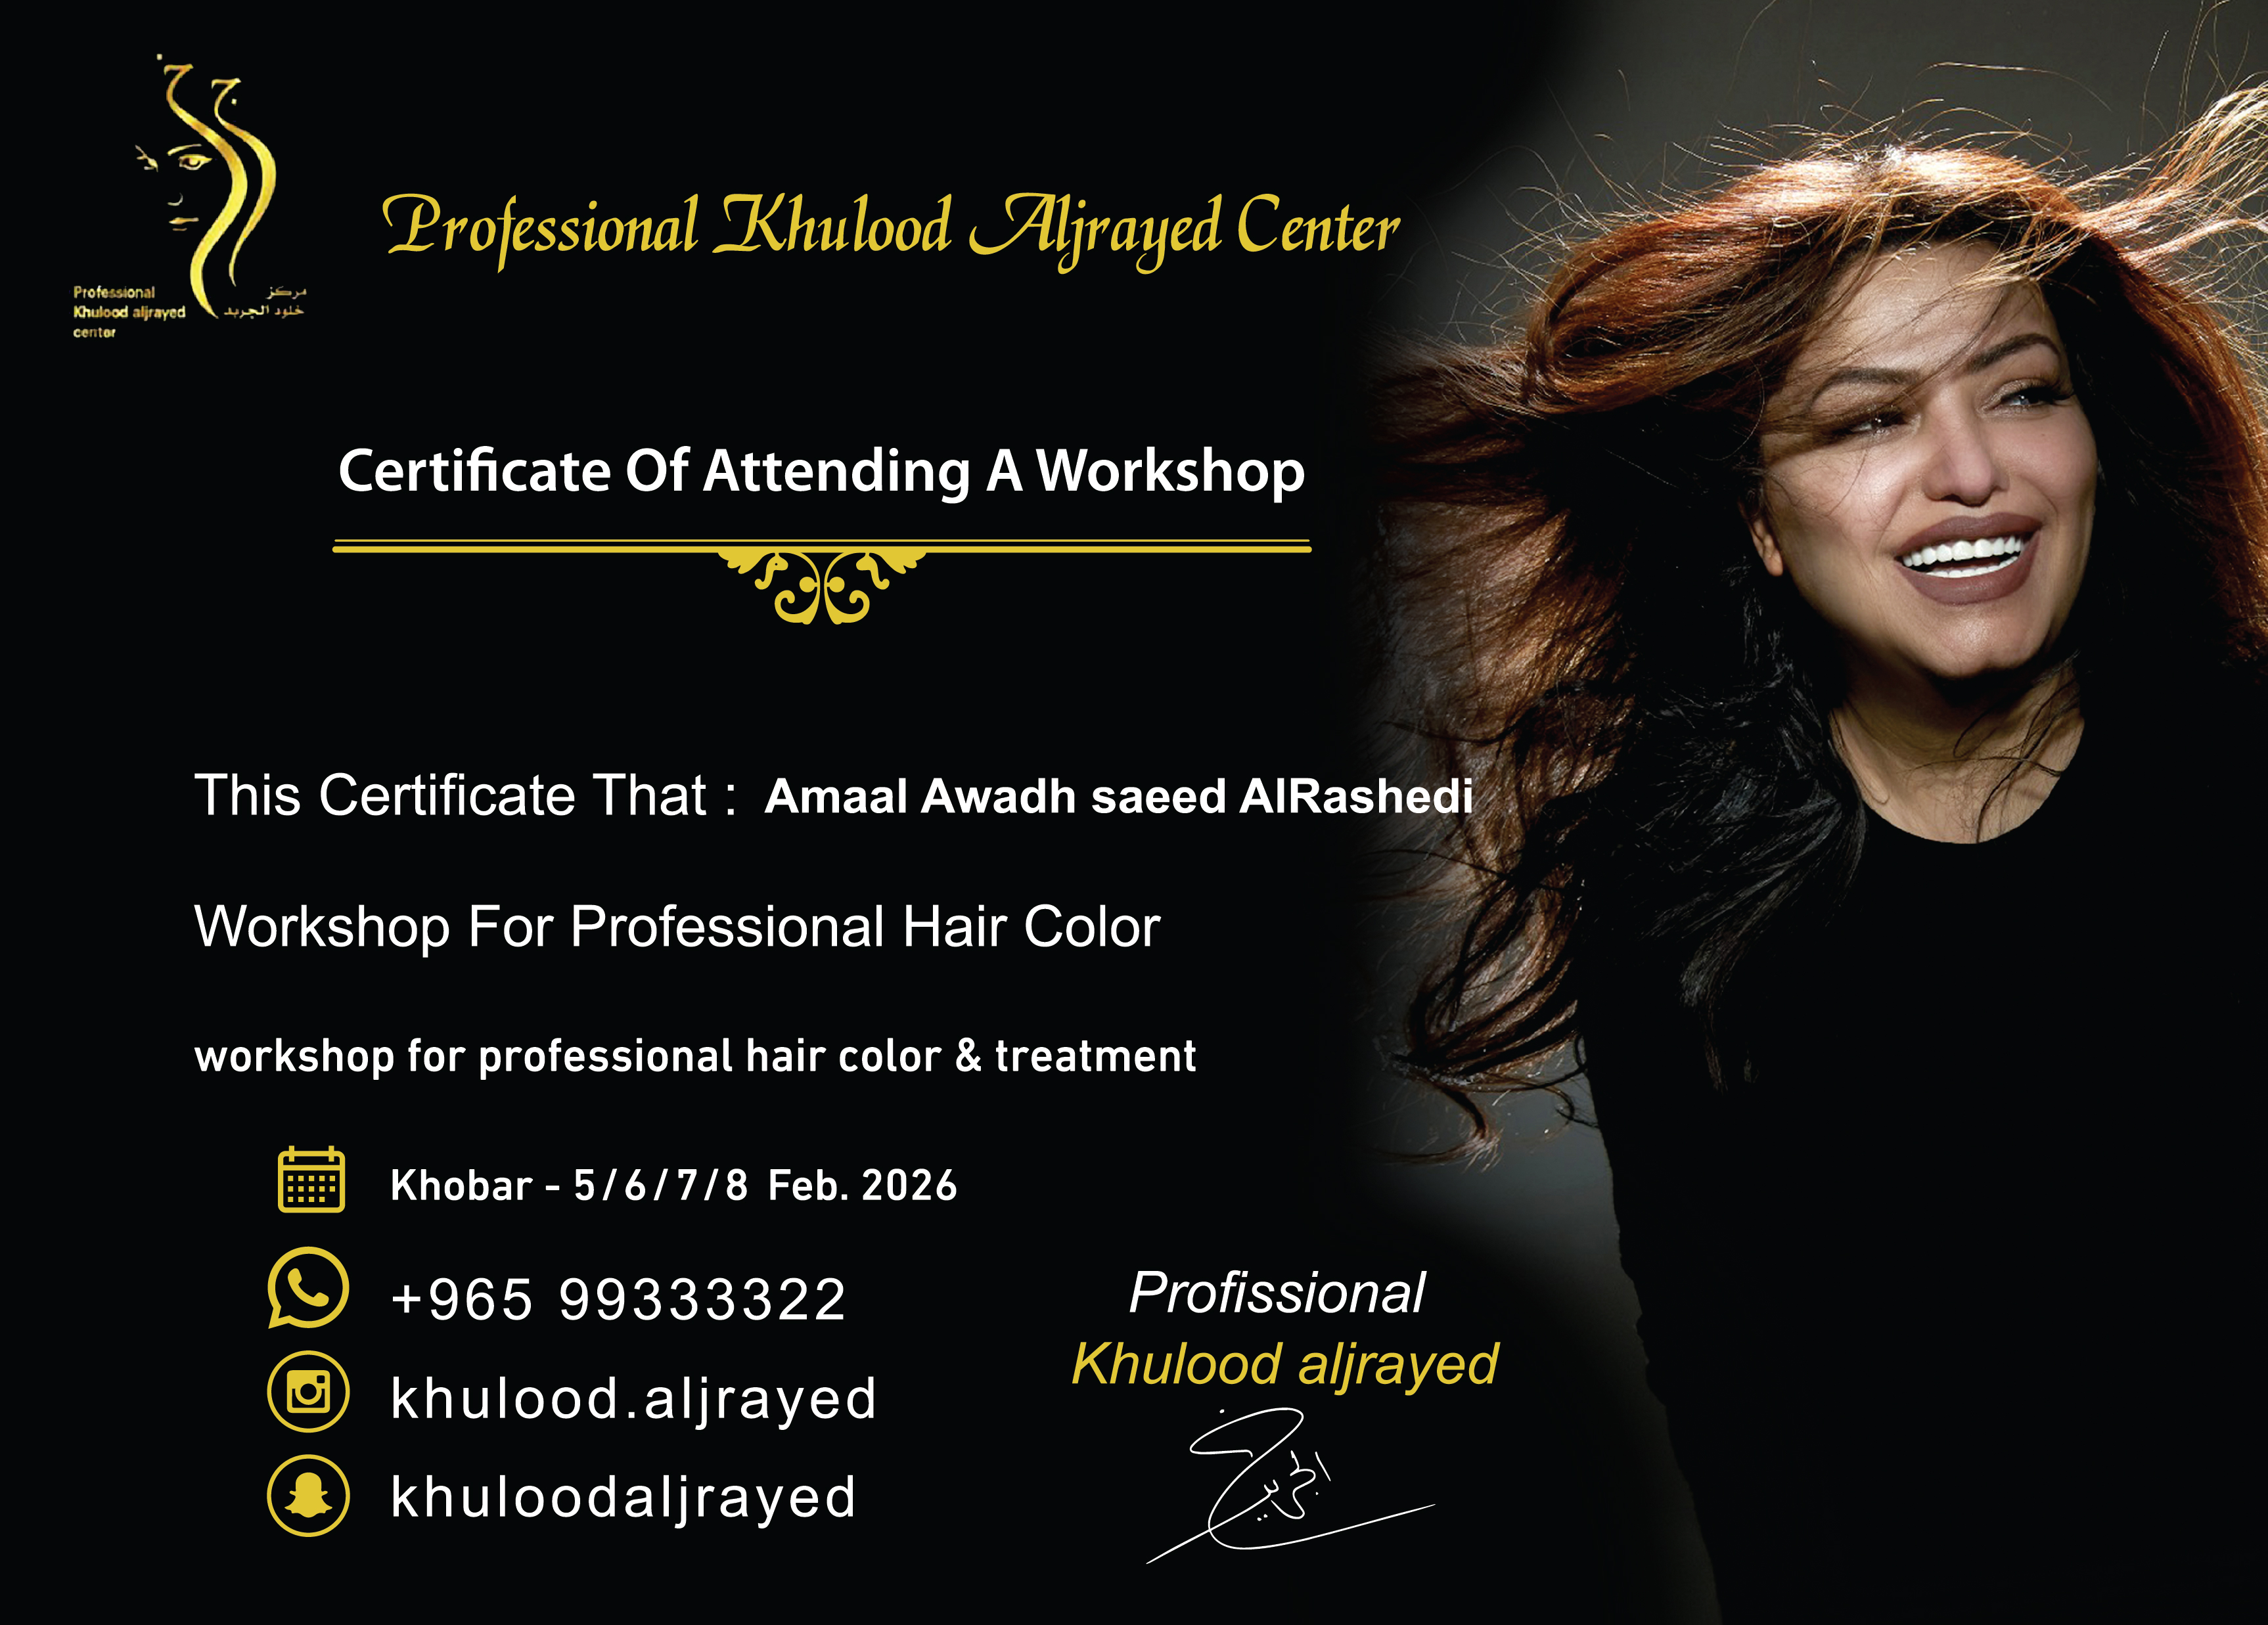 خ ج
Professional
Khulood aljrayed
center
مركز
خلود الجريد
Professional Khulood Aljrayed Center
Certificate Of Attending A Workshop
This Certificate That : Amaal Awadh saeed AlRashedi
Workshop For Professional Hair Color
workshop for professional hair color & treatment
Khobar - 5/6/7/8 Feb. 2026
+965 99333322
khulood.aljrayed
khuloodaljrayed
Profissional
Khulood aljrayed